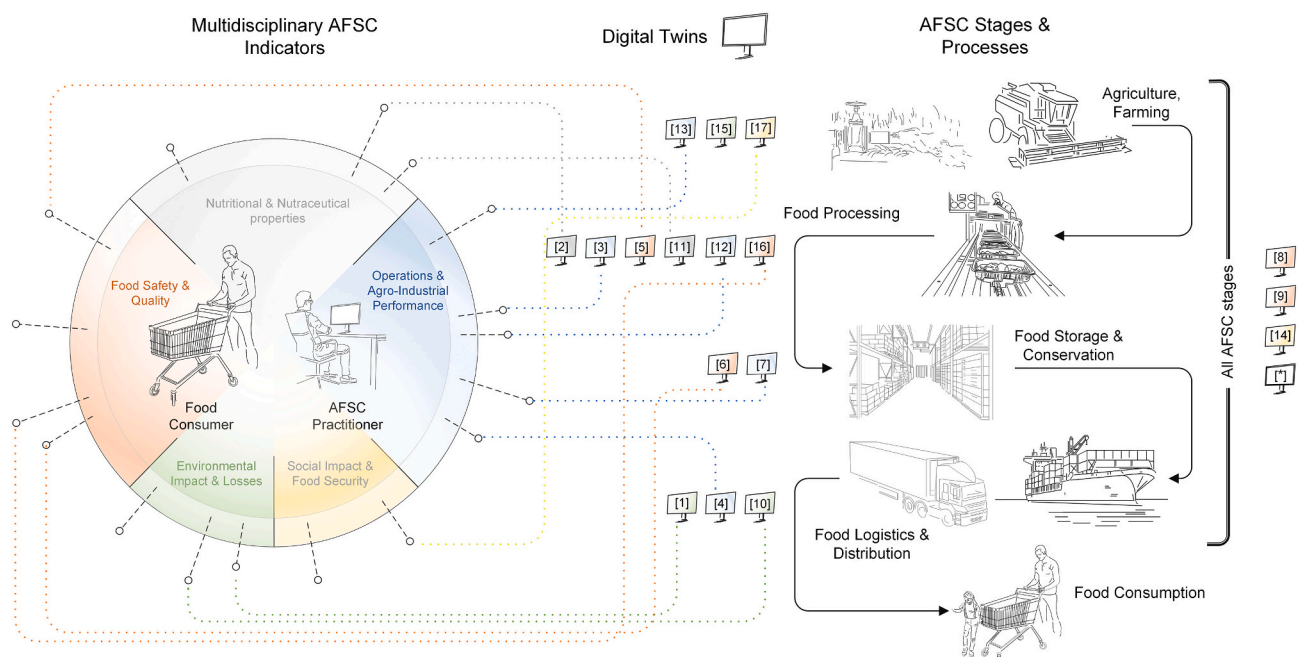 Multidisciplinary AFSC
Indicators
Digital Twins
AFSC Stages &
Processes
Agriculture,
Farming
[13] [15] [17]
Nutritional & Nutraceutical
properties
Food Processing
[2] [3] [5] [11] [12] [16]
Food Safety &
Quality
Operations &
Agro-Industrial
Performance
All AFSC stages
[8]
[9]
[14]
[*]
Food Storage &
Conservation
[6] [7]
Food
Consumer
AFSC
Practitioner
Environmental
Impact & Losses
Social Impact &
Food Security
[1] [4] [10]
Food Logistics &
Distribution
Food Consumption